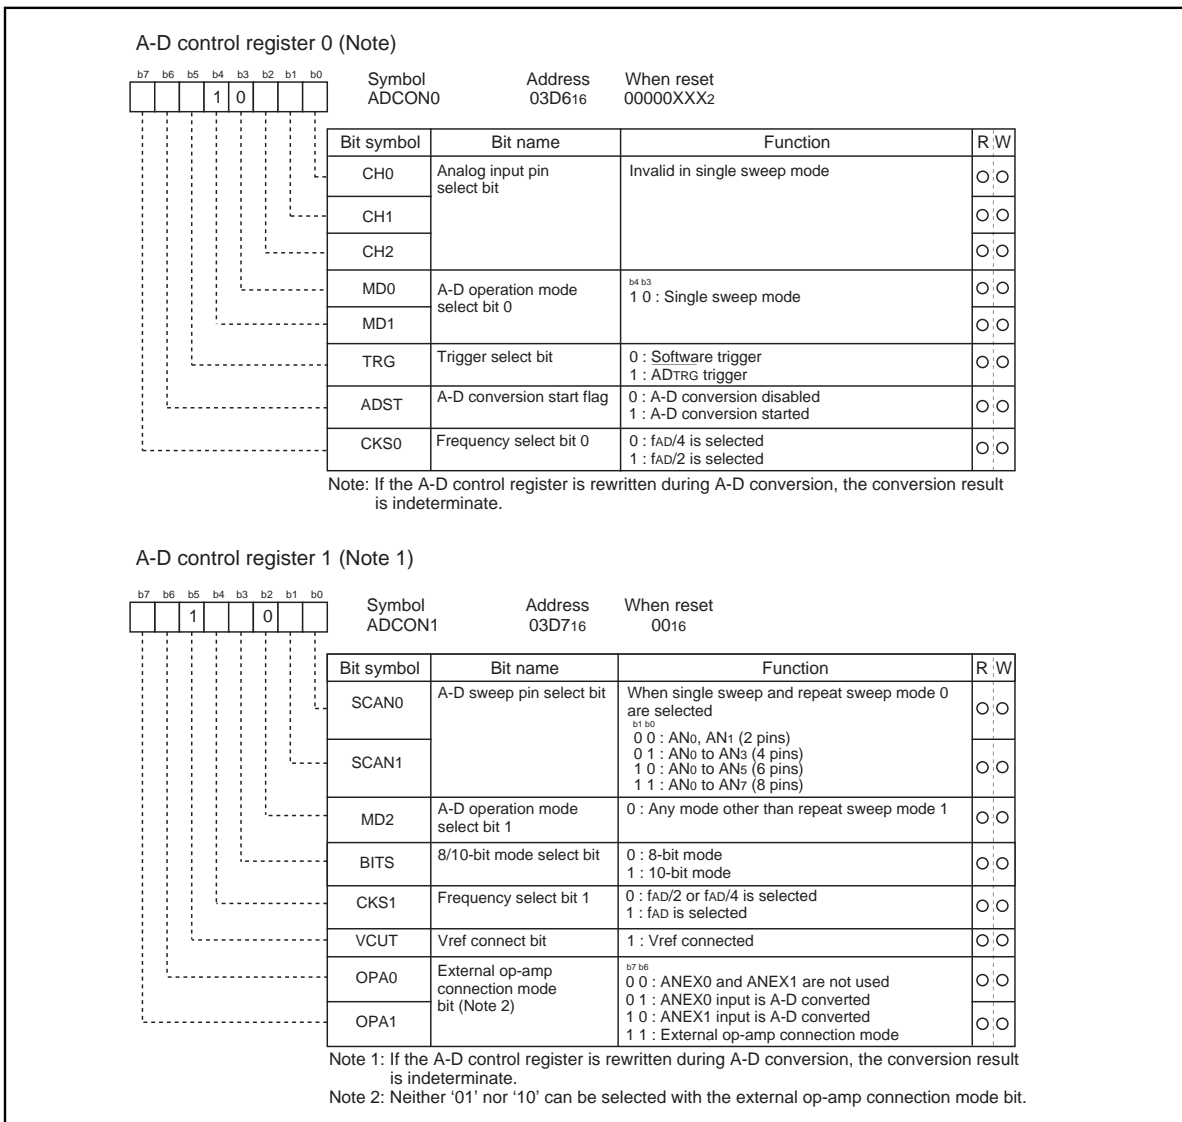 A-D control register 0 (Note)
b7 b6 b5 b4 b3 b2 b1 b0
1 0
Symbol Address When reset
ADCON0 03D616 00000XXX2
Bit symbol Bit name Function R W
CH0 Analog input pin select bit Invalid in single sweep mode
CH1
CH2
MD0 A-D operation mode select bit 0 b4 b3
1 0 : Single sweep mode
MD1
TRG Trigger select bit 0 : Software trigger
1 : ADTRG trigger
ADST A-D conversion start flag 0 : A-D conversion disabled
1 : A-D conversion started
CKS0 Frequency select bit 0 0 : fAD/4 is selected
1 : fAD/2 is selected
Note: If the A-D control register is rewritten during A-D conversion, the conversion result
is indeterminate.
A-D control register 1 (Note 1)
b7 b6 b5 b4 b3 b2 b1 b0
1 0
Symbol Address When reset
ADCON1 03D716 0016
Bit symbol Bit name Function R W
SCAN0 A-D sweep pin select bit When single sweep and repeat sweep mode 0
are selected
b1 b0
0 0 : AN0, AN1 (2 pins)
0 1 : AN0 to AN3 (4 pins)
SCAN1 1 0 : AN0 to AN5 (6 pins)
1 1 : AN0 to AN7 (8 pins)
MD2 A-D operation mode select bit 1 0 : Any mode other than repeat sweep mode 1
BITS 8/10-bit mode select bit 0 : 8-bit mode
1 : 10-bit mode
CKS1 Frequency select bit 1 0 : fAD/2 or fAD/4 is selected
1 : fAD is selected
VCUT Vref connect bit 1 : Vref connected
OPA0 External op-amp connection mode bit (Note 2) b7 b6
0 0 : ANEX0 and ANEX1 are not used
0 1 : ANEX0 input is A-D converted
OPA1 1 0 : ANEX1 input is A-D converted
1 1 : External op-amp connection mode
Note 1: If the A-D control register is rewritten during A-D conversion, the conversion result
is indeterminate.
Note 2: Neither ‘01’ nor ‘10’ can be selected with the external op-amp connection mode bit.